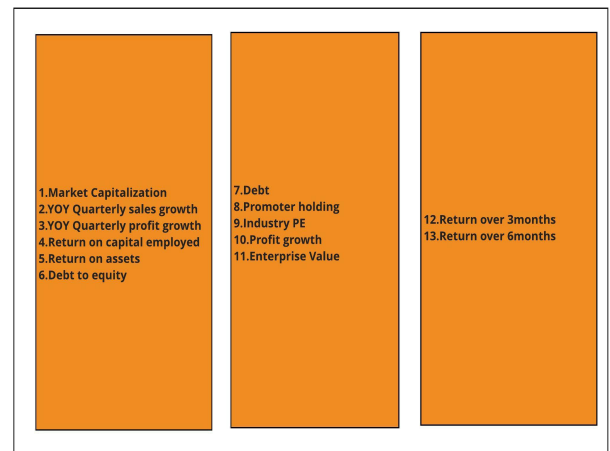 1.Market Capitalization
2.YOY Quarterly sales growth
3.YOY Quarterly profit growth
4.Return on capital employed
5.Return on assets
6.Debt to equity
7.Debt
8.Promoter holding
9.Industry PE
10.Profit growth
11.Enterprise Value
12.Return over 3months
13.Return over 6months